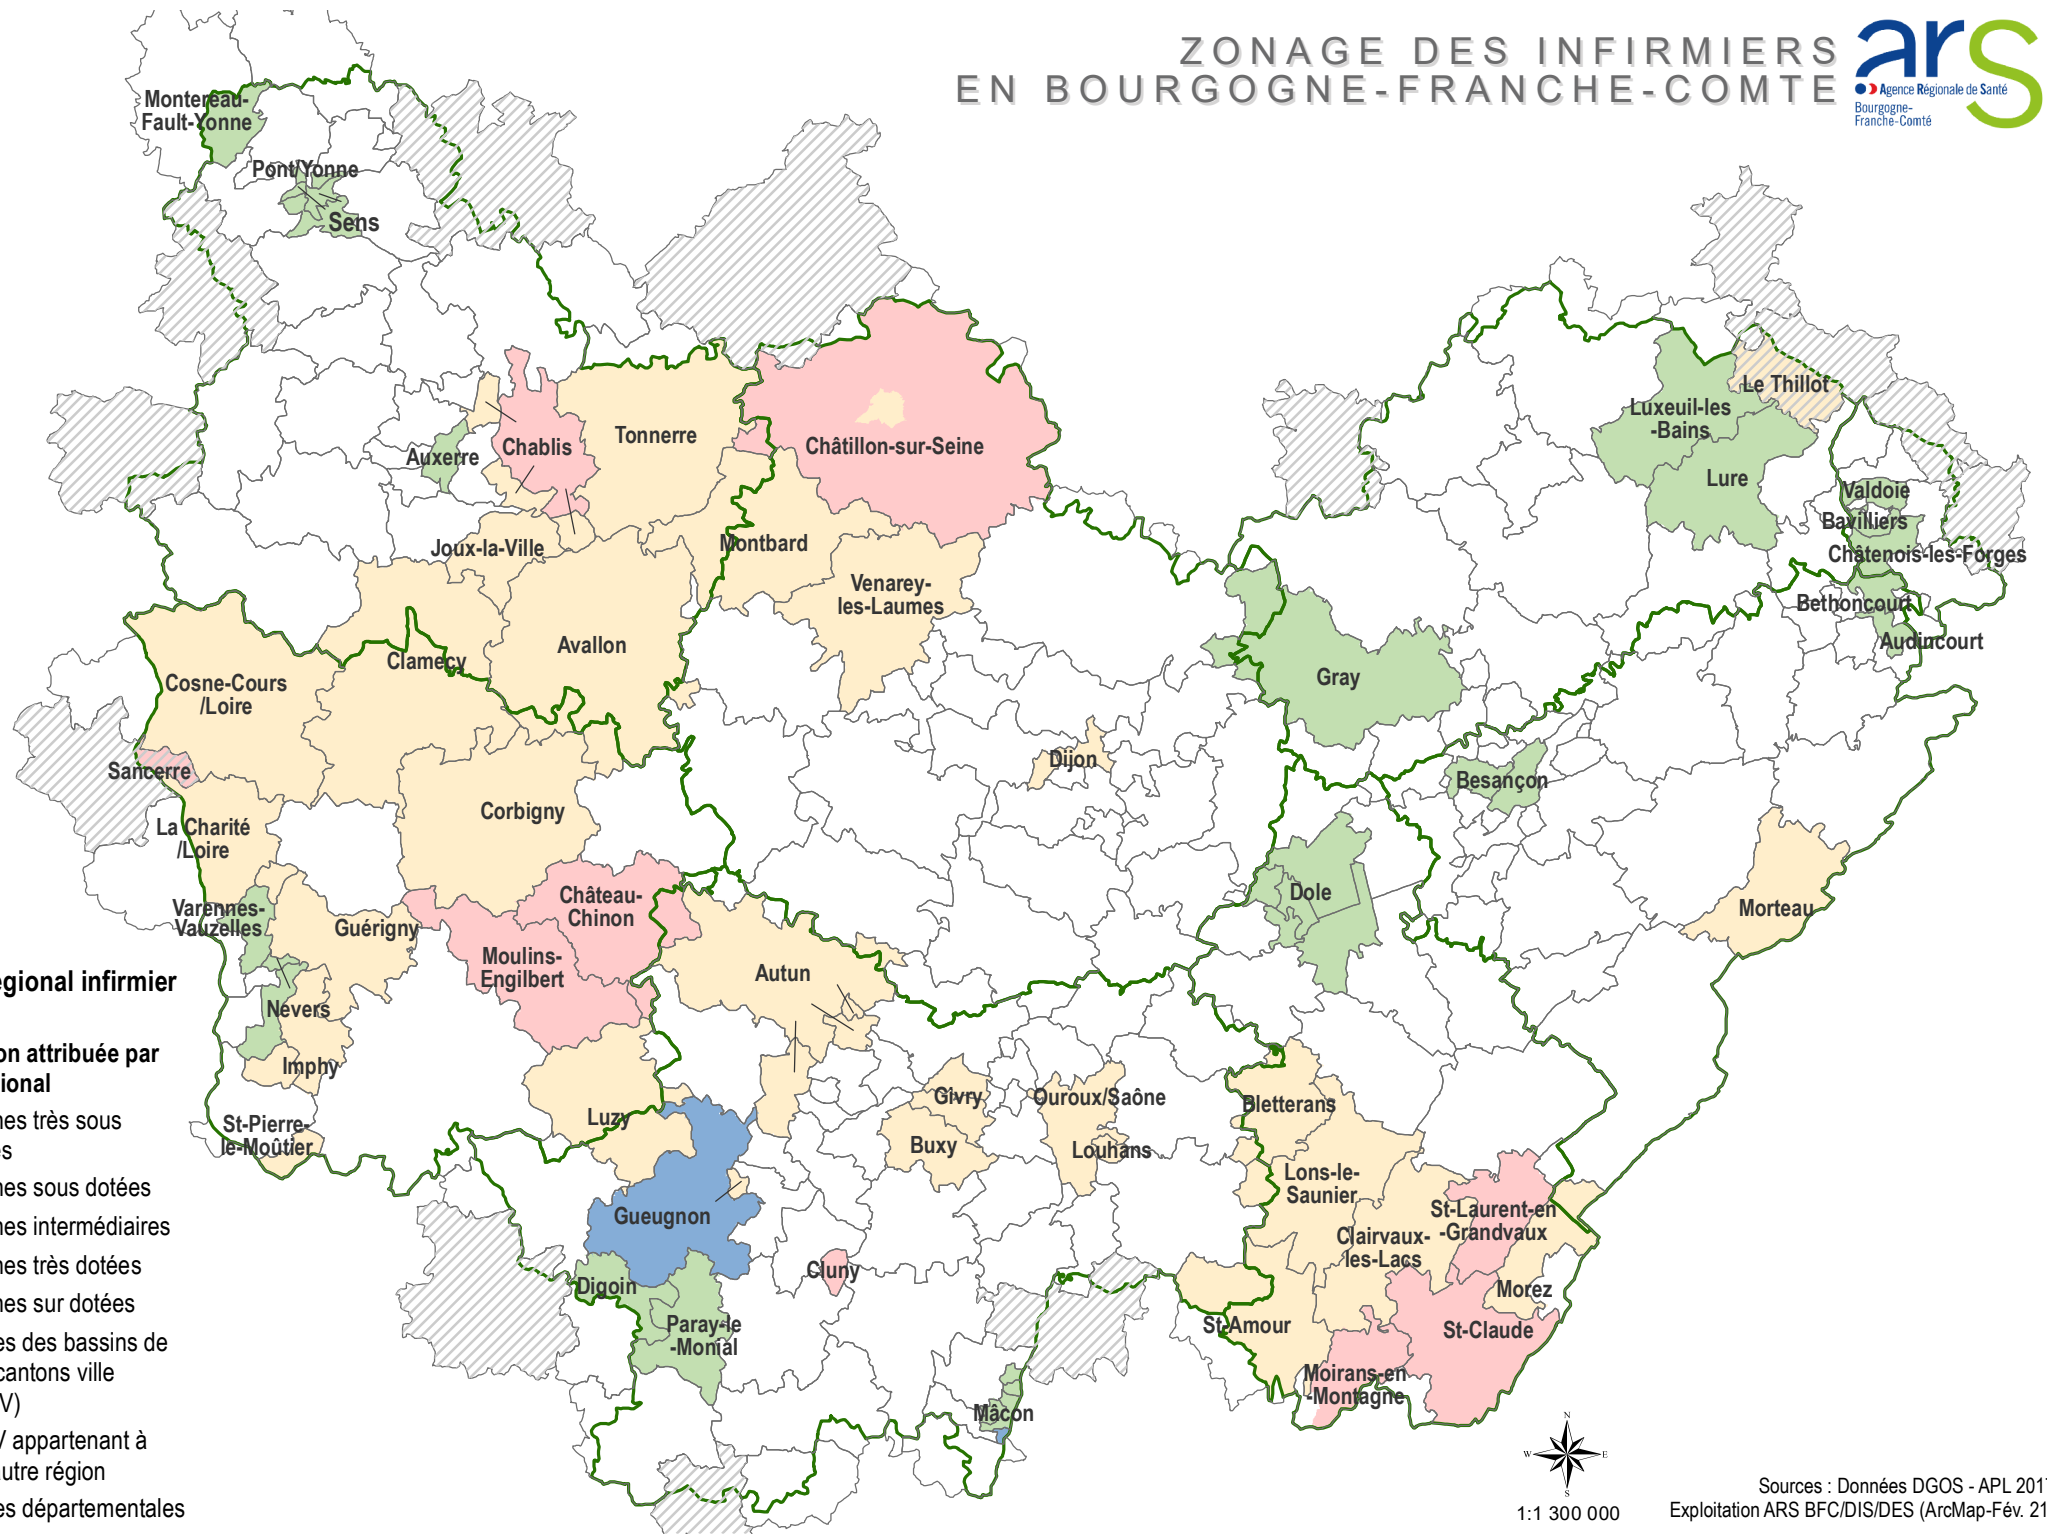 ZONAGE DES INFIRMIERS
EN BOURGOGNE-FRANCHE-COMTE
ars
Agence Régionale de Santé
Bourgogne-
Franche-Comté
Montereau-
Fault-Yonne
Pont/Yonne
Sens
Le Thillot
Luxeuil-les
-Bains
Tonnerre
Chablis
Châtillon-sur-Seine
Auxerre
Lure
Valdoie
Bavilliers
Joux-la-Ville
Montbard
Châtenois-les-Forges
Venarey-
les-Laumes
Bethoncourt
Audincourt
Avallon
Clamecy
Cosne-Cours
/Loire
Gray
Sancerre
Dijon
Besançon
Corbigny
La Charité
/Loire
Château-
Chinon
Dole
Varennes-
Vauzelles
Guérigny
Morteau
Moulins-
Engilbert
Autun
égional infirmier
Nevers
on attribuée par
ional
Imphy
Givry
Ouroux/Saône
Bletterans
nes très sous
s
Luzy
St-Pierre-
le-Moûtier
Buxy
Louhans
nes sous dotées
Lons-le-
Saunier
nes intermédiaires
Gueugnon
St-Laurent-en
-Grandvaux
Clairvaux-
les-Lacs
nes très dotées
Cluny
Digoin
Morez
nes sur dotées
Paray-le
-Monial
St-Amour
St-Claude
es des bassins de
cantons ville
V)
Moirans-en
-Montagne
Mâcon
V appartenant à
autre région
es départementales
N
W
E
S
1:1 300 000
Sources : Données DGOS - APL 2017
Exploitation ARS BFC/DIS/DES (ArcMap-Fév. 21)